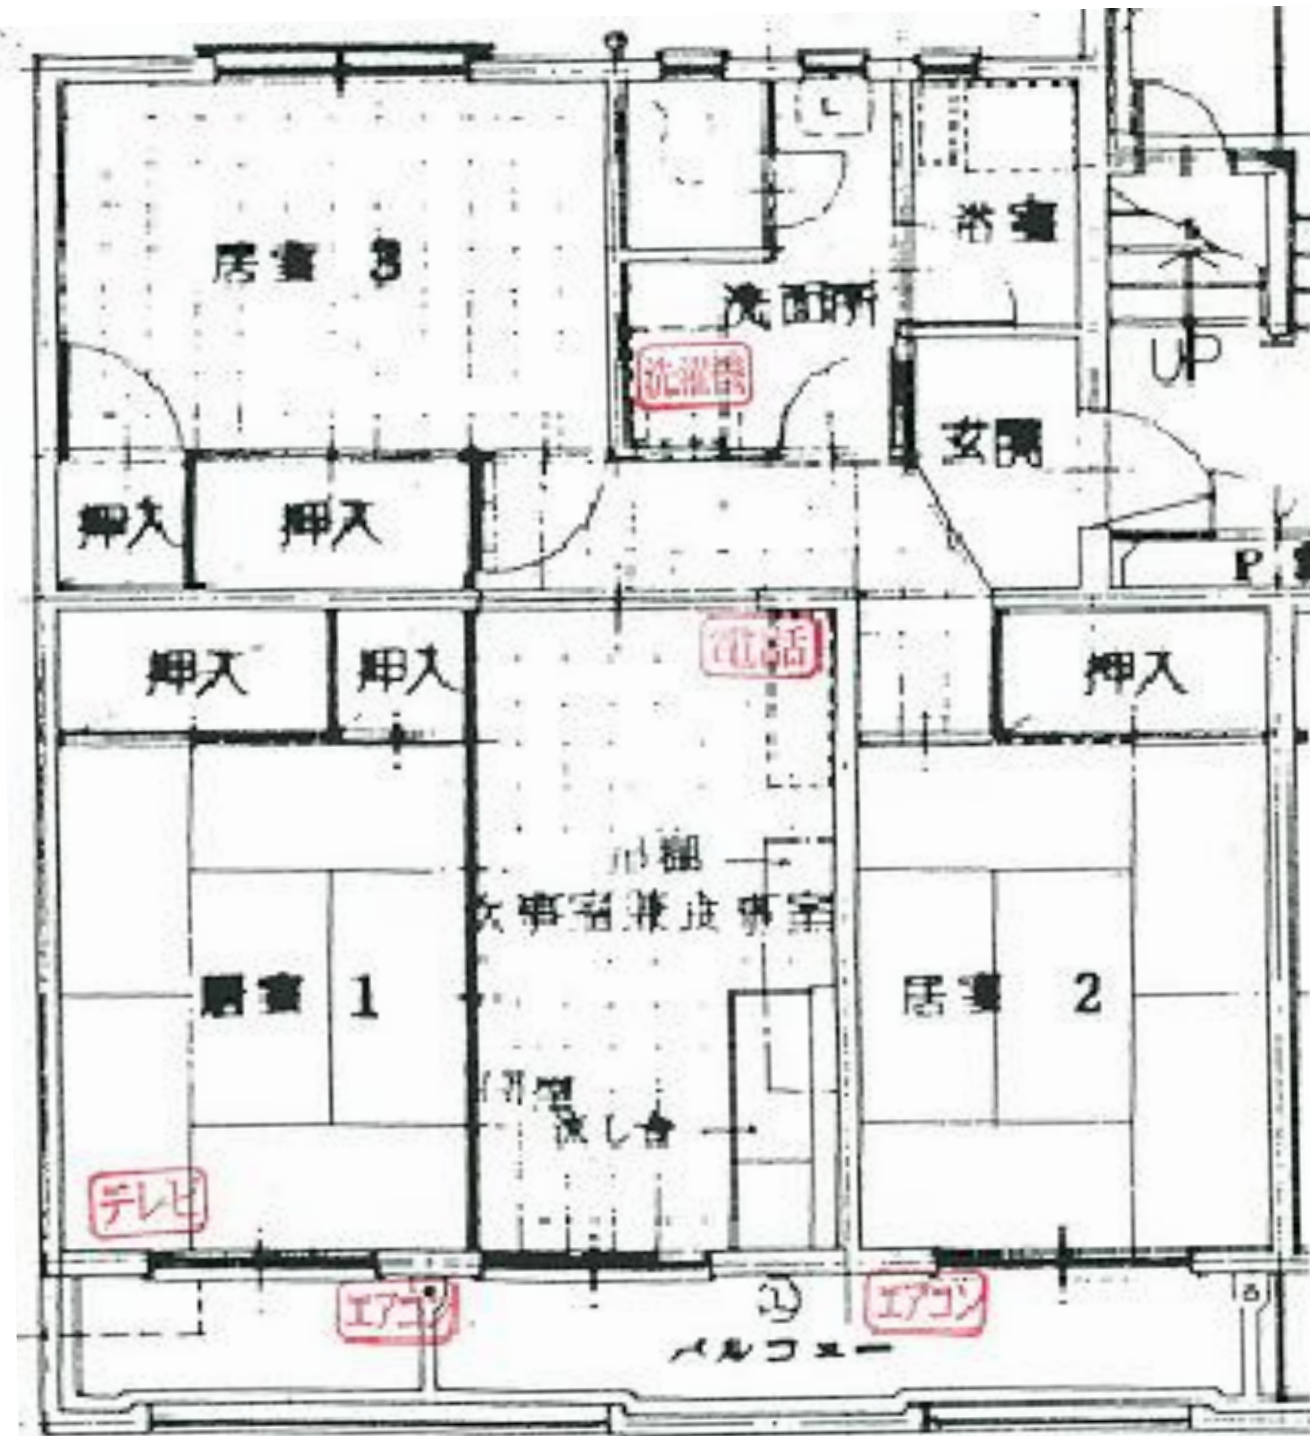 居室 3
浴室
洗面所
洗濯機
UP
玄関
押入
押入
P
電話
押入
押入
押入
吊棚
炊事室兼食事室
居室 1
居室 2
流し台
テレビ
エアコン
エアコン
バルコニー